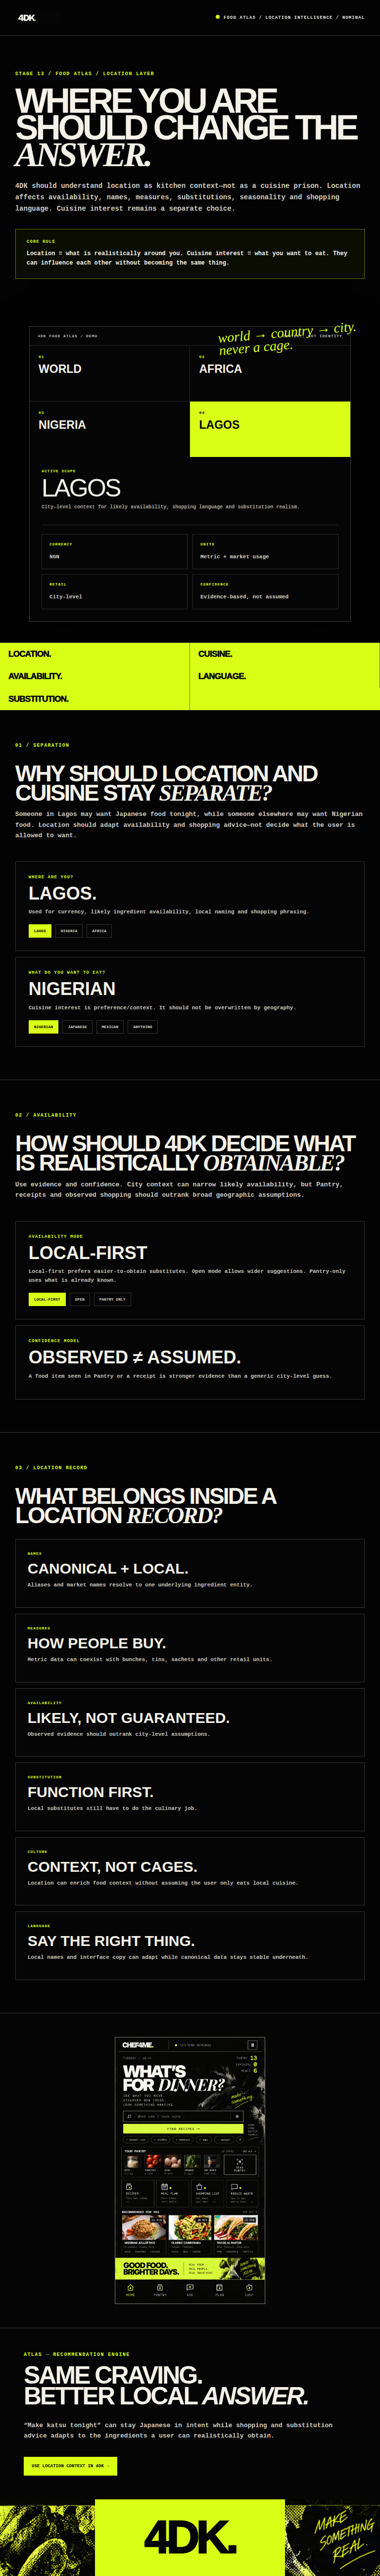 4DK.
FOOD ATLAS / LOCATION INTELLIGENCE / NOMINAL
STAGE 13 / FOOD ATLAS / LOCATION LAYER
WHERE YOU ARE
SHOULD CHANGE THE
ANSWER.
4DK should understand location as kitchen context—not as a cuisine prison. Location
affects availability, names, measures, substitutions, seasonality and shopping
language. Cuisine interest remains a separate choice.
CORE RULE
Location = what is realistically around you. Cuisine interest = what you want to eat. They
can influence each other without becoming the same thing.
4DK FOOD ATLAS / DEMO
world → country → city.
never a cage.
01
WORLD
02
AFRICA
03
NIGERIA
04
LAGOS
ACTIVE SCOPE
LAGOS
City-level context for likely availability, shopping language and substitution realism.
CURRENCY
NGN
UNITS
Metric + market usage
RETAIL
City-level
CONFIDENCE
Evidence-based, not assumed
LOCATION.
CUISINE.
AVAILABILITY.
LANGUAGE.
SUBSTITUTION.
01 / SEPARATION
WHY SHOULD LOCATION AND
CUISINE STAY SEPARATE?
Someone in Lagos may want Japanese food tonight, while someone elsewhere may want Nigerian
food. Location should adapt availability and shopping advice—not decide what the user is
allowed to want.
WHERE ARE YOU?
LAGOS.
Used for currency, likely ingredient availability, local naming and shopping phrasing.
LAGOS
NIGERIA
AFRICA
WHAT DO YOU WANT TO EAT?
NIGERIAN
Cuisine interest is preference/context. It should not be overwritten by geography.
NIGERIAN
JAPANESE
MEXICAN
ANYTHING
02 / AVAILABILITY
HOW SHOULD 4DK DECIDE WHAT
IS REALISTICALLY OBTAINABLE?
Use evidence and confidence. City context can narrow likely availability, but Pantry,
receipts and observed shopping should outrank broad geographic assumptions.
AVAILABILITY MODE
LOCAL-FIRST
Local-first prefers easier-to-obtain substitutes. Open mode allows wider suggestions. Pantry-only
uses what is already known.
LOCAL-FIRST
OPEN
PANTRY ONLY
CONFIDENCE MODEL
OBSERVED ≠ ASSUMED.
A food item seen in Pantry or a receipt is stronger evidence than a generic city-level guess.
03 / LOCATION RECORD
WHAT BELONGS INSIDE A
LOCATION RECORD?
NAMES
CANONICAL + LOCAL.
Aliases and market names resolve to one underlying ingredient entity.
MEASURES
HOW PEOPLE BUY.
Metric data can coexist with bunches, tins, sachets and other retail units.
AVAILABILITY
LIKELY, NOT GUARANTEED.
Observed evidence should outrank city-level assumptions.
SUBSTITUTION
FUNCTION FIRST.
Local substitutes still have to do the culinary job.
CULTURE
CONTEXT, NOT CAGES.
Location can enrich food context without assuming the user only eats local cuisine.
LANGUAGE
SAY THE RIGHT THING.
Local names and interface copy can adapt while canonical data stays stable underneath.
CHEF4ME.
SYSTEMS NOMINAL
WHAT'S
FOR DINNER?
13
0
6
FIND RECIPES →
YOUR PANTRY
RECIPES
MEAL PLAN
SHOPPING LIST
REDUCE WASTE
RECOMMENDED FOR YOU
GOOD FOOD.
BRIGHTER DAYS.
HOME
PANTRY
PLAN
ATLAS → RECOMMENDATION ENGINE
SAME CRAVING.
BETTER LOCAL ANSWER.
“Make katsu tonight” can stay Japanese in intent while shopping and substitution
advice adapts to the ingredients a user can realistically obtain.
USE LOCATION CONTEXT IN 4DK →
4DK.
MAKE
SOMETHING
REAL.